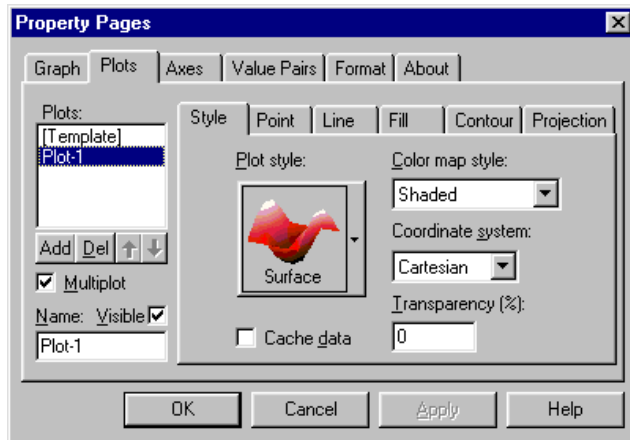 Property Pages
Graph Plots Axes Value Pairs Format About
Plots:
[Template]
Plot-1
Add Del
Multiplot
Name: Visible
Plot-1
Style Point Line Fill Contour Projection
Plot style:
Surface
Cache data
Color map style:
Shaded
Coordinate system:
Cartesian
Transparency (%):
0
OK Cancel Apply Help